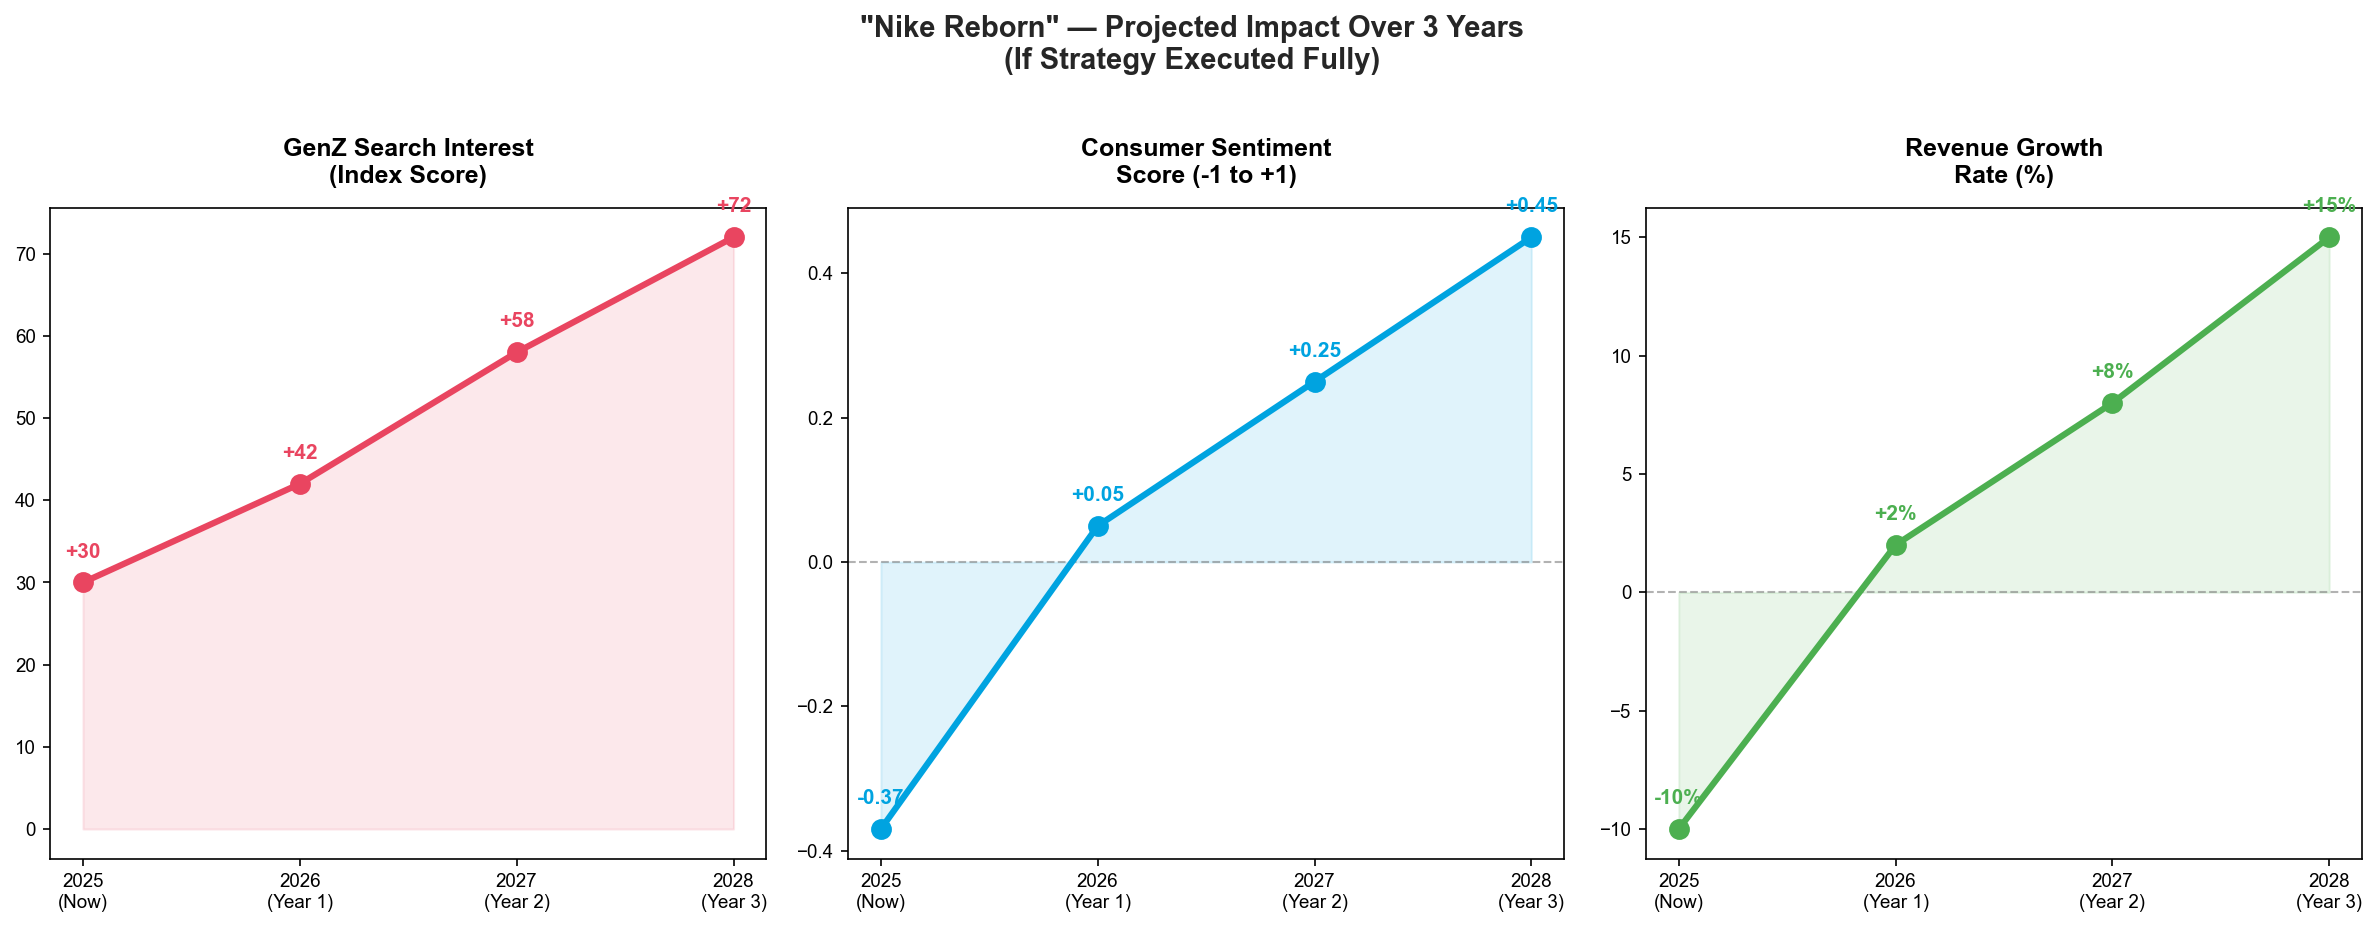 "Nike Reborn" — Projected Impact Over 3 Years
(If Strategy Executed Fully)
GenZ Search Interest
(Index Score)
+72
70
60
+58
50
+42
40
+30
30
20
10
0
2025
(Now)
2026
(Year 1)
2027
(Year 2)
2028
(Year 3)
Consumer Sentiment
Score (-1 to +1)
+0.45
0.4
+0.25
0.2
+0.05
0.0
−0.2
-0.37
−0.4
2025
(Now)
2026
(Year 1)
2027
(Year 2)
2028
(Year 3)
Revenue Growth
Rate (%)
+15%
15
10
+8%
5
+2%
0
−5
-10%
−10
2025
(Now)
2026
(Year 1)
2027
(Year 2)
2028
(Year 3)